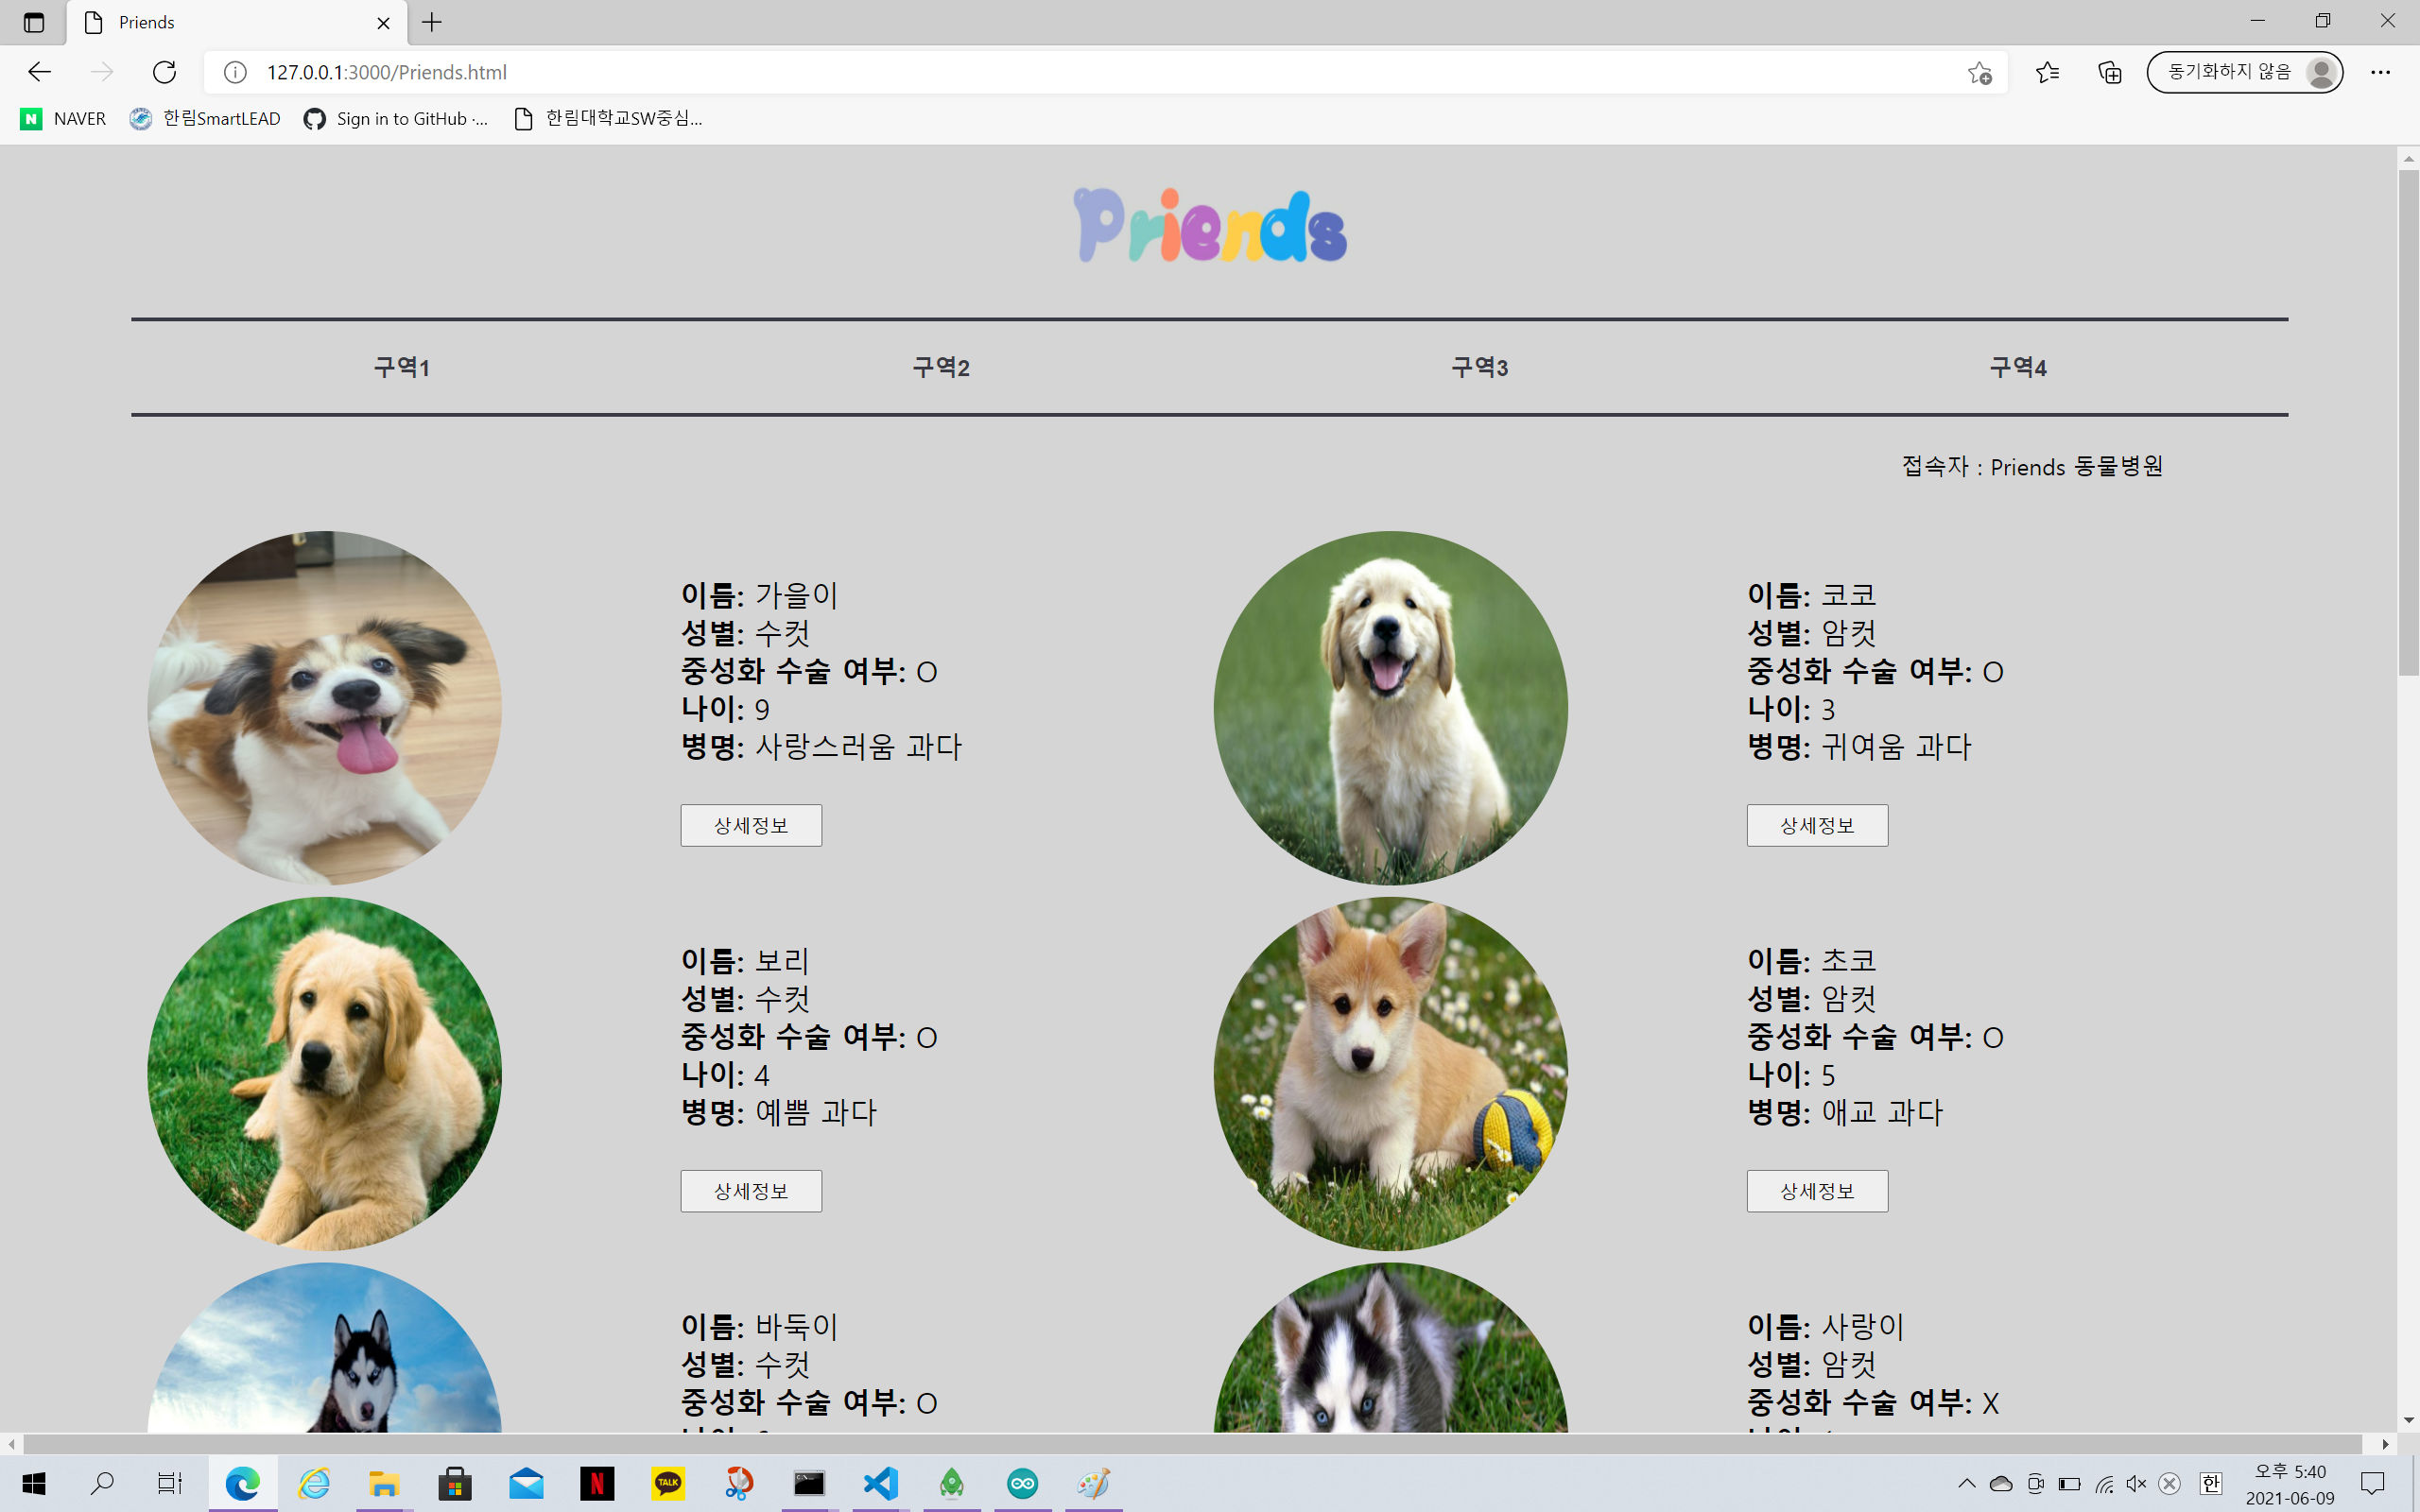 Priends
127.0.0.1:3000/Priends.html
동기화하지 않음
NAVER
한림SmartLEAD
Sign in to GitHub ·...
한림대학교SW중심...
Priends
구역1 구역2 구역3 구역4
접속자 : Priends 동물병원
이름: 가을이
성별: 수컷
중성화 수술 여부: O
나이: 9
병명: 사랑스러움 과다
상세정보
이름: 코코
성별: 암컷
중성화 수술 여부: O
나이: 3
병명: 귀여움 과다
상세정보
이름: 보리
성별: 수컷
중성화 수술 여부: O
나이: 4
병명: 예쁨 과다
상세정보
이름: 초코
성별: 암컷
중성화 수술 여부: O
나이: 5
병명: 애교 과다
상세정보
이름: 바둑이
성별: 수컷
중성화 수술 여부: O
이름: 사랑이
성별: 암컷
중성화 수술 여부: X
N
TALK
한
오후 5:40
2021-06-09